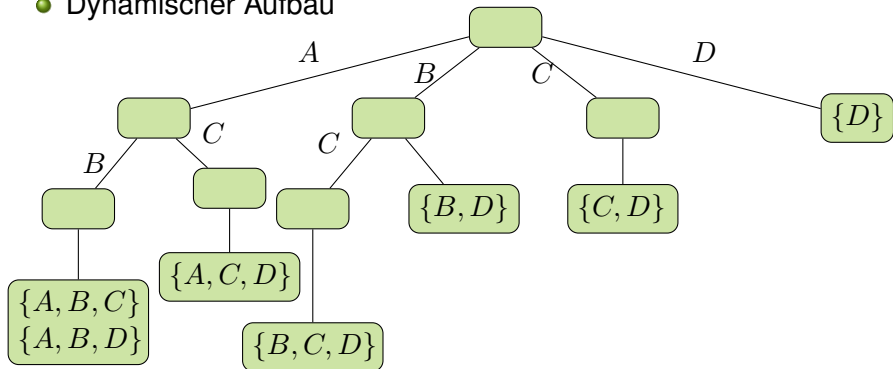 Dynamischer Aufbau
A
B
C
D
{D}
B
C
C
{B, D}
{C, D}
{A, C, D}
{A, B, C}
{A, B, D}
{B, C, D}